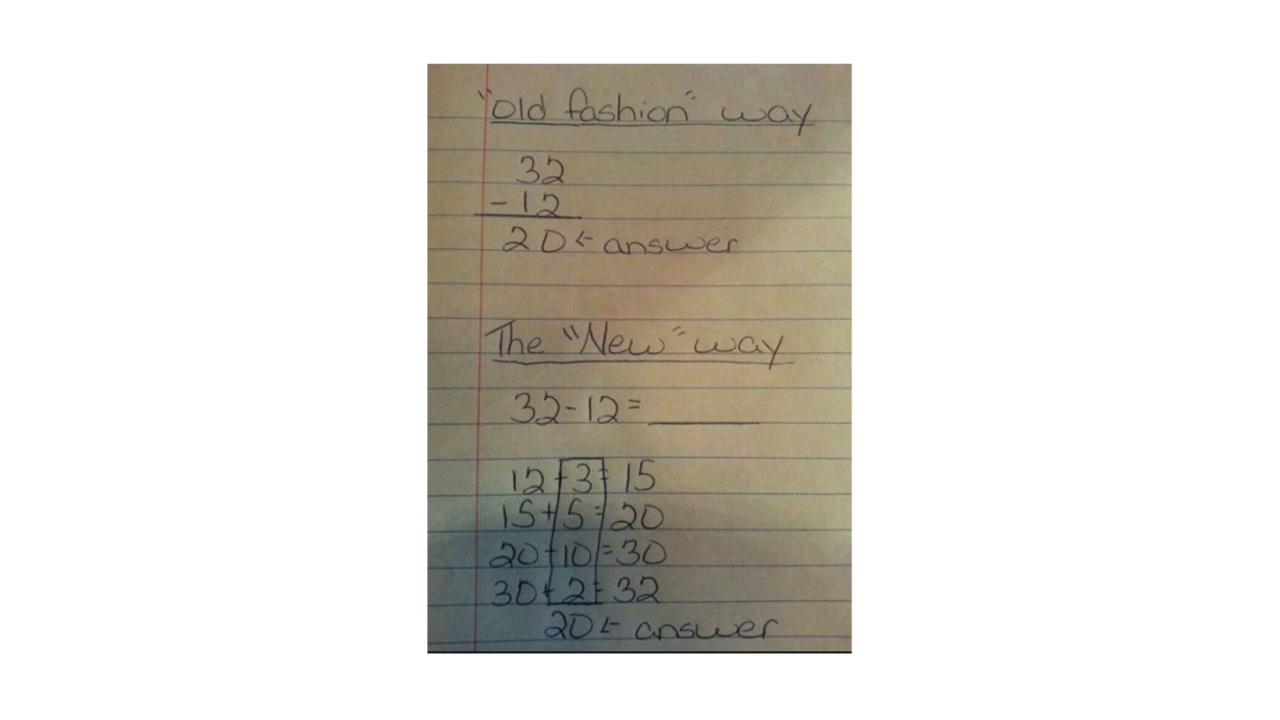 "old fashion" way
32
-12
20← answer
The "New" way
32-12=______
12+3=15
15+5=20
20+10=30
30+2=32
20← answer